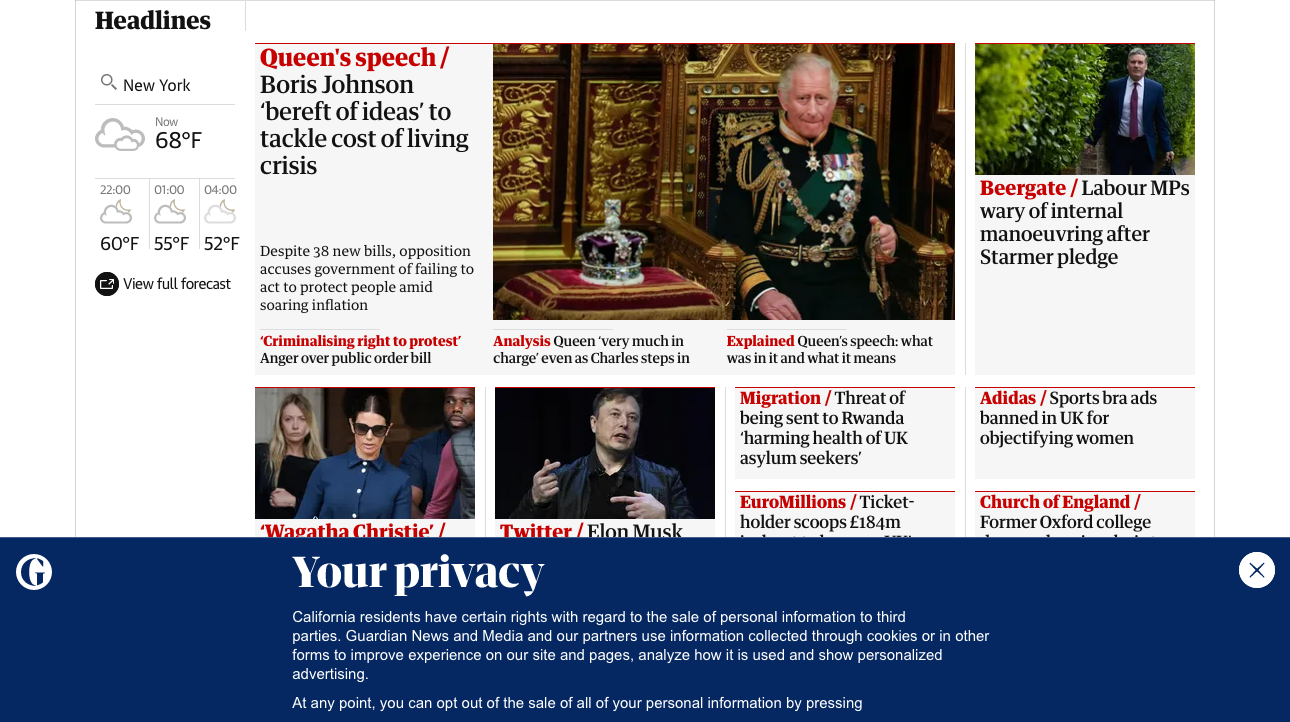 Headlines
New York
Now
68°F
22:00
01:00
04:00
60°F
55°F
52°F
View full forecast
Queen's speech /
Boris Johnson
‘bereft of ideas’ to
tackle cost of living
crisis
Despite 38 new bills, opposition
accuses government of failing to
act to protect people amid
soaring inflation
‘Criminalising right to protest’
Anger over public order bill
Analysis Queen ‘very much in
charge’ even as Charles steps in
Explained Queen’s speech: what
was in it and what it means
Beergate / Labour MPs
wary of internal
manoeuvring after
Starmer pledge
‘Wagatha Christie’ /
Twitter / Elon Musk
Migration / Threat of
being sent to Rwanda
‘harming health of UK
asylum seekers’
EuroMillions / Ticket-
holder scoops £184m
Adidas / Sports bra ads
banned in UK for
objectifying women
Church of England /
Former Oxford college
Your privacy
California residents have certain rights with regard to the sale of personal information to third
parties. Guardian News and Media and our partners use information collected through cookies or in other
forms to improve experience on our site and pages, analyze how it is used and show personalized
advertising.
At any point, you can opt out of the sale of all of your personal information by pressing